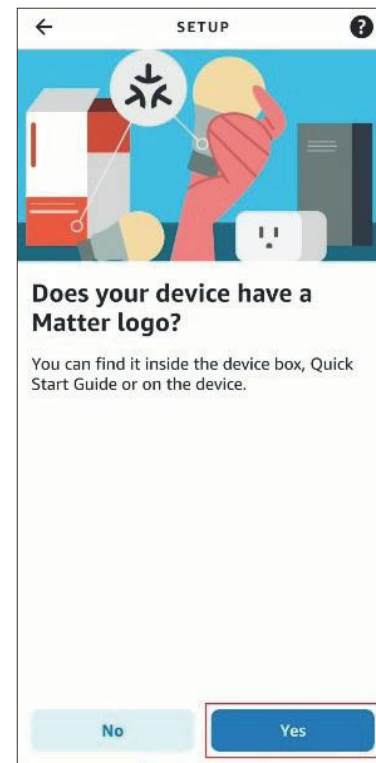 SETUP
?
Does your device have a
Matter logo?
You can find it inside the device box, Quick
Start Guide or on the device.
No
Yes